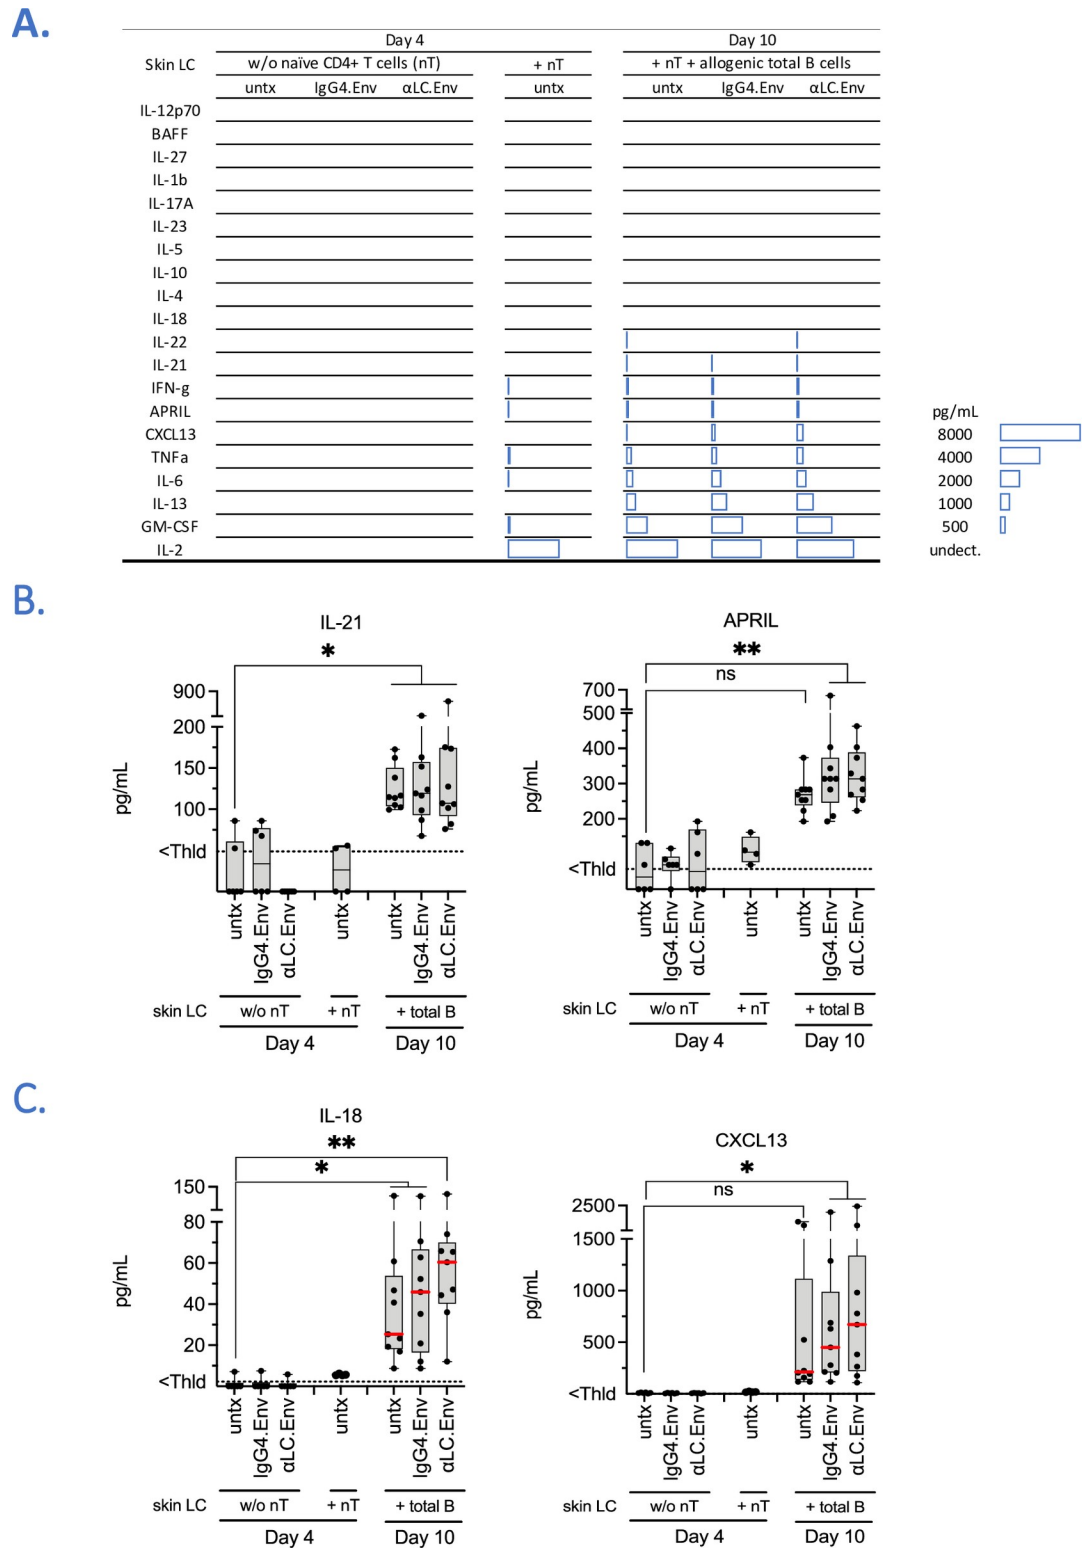 A.
Day 4 Day 10
Skin LC w/o naïve CD4+ T cells (nT) + nT + nT + allogenic total B cells
untx IgG4.Env αLC.Env untx untx IgG4.Env αLC.Env
IL-12p70
BAFF
IL-27
IL-1b
IL-17A
IL-23
IL-5
IL-10
IL-4
IL-18
IL-22
IL-21
IFN-g
APRIL pg/mL
CXCL13 8000
TNFa 4000
IL-6 2000
IL-13 1000
GM-CSF 500
IL-2 undect.
B.
IL-21
*
900
200
150
100
<Thld
pg/mL
untx IgG4.Env αLC.Env untx untx IgG4.Env αLC.Env
skin LC w/o nT + nT + total B
Day 4 Day 10
APRIL
**
ns
700
500
400
300
200
<Thld
pg/mL
untx IgG4.Env αLC.Env untx untx IgG4.Env αLC.Env
skin LC w/o nT + nT + total B
Day 4 Day 10
C.
IL-18
**
*
150
80
60
40
20
<Thld
pg/mL
untx IgG4.Env αLC.Env untx untx IgG4.Env αLC.Env
skin LC w/o nT + nT + total B
Day 4 Day 10
CXCL13
*
ns
2500
1500
1000
500
<Thld
pg/mL
untx IgG4.Env αLC.Env untx untx IgG4.Env αLC.Env
skin LC w/o nT + nT + total B
Day 4 Day 10